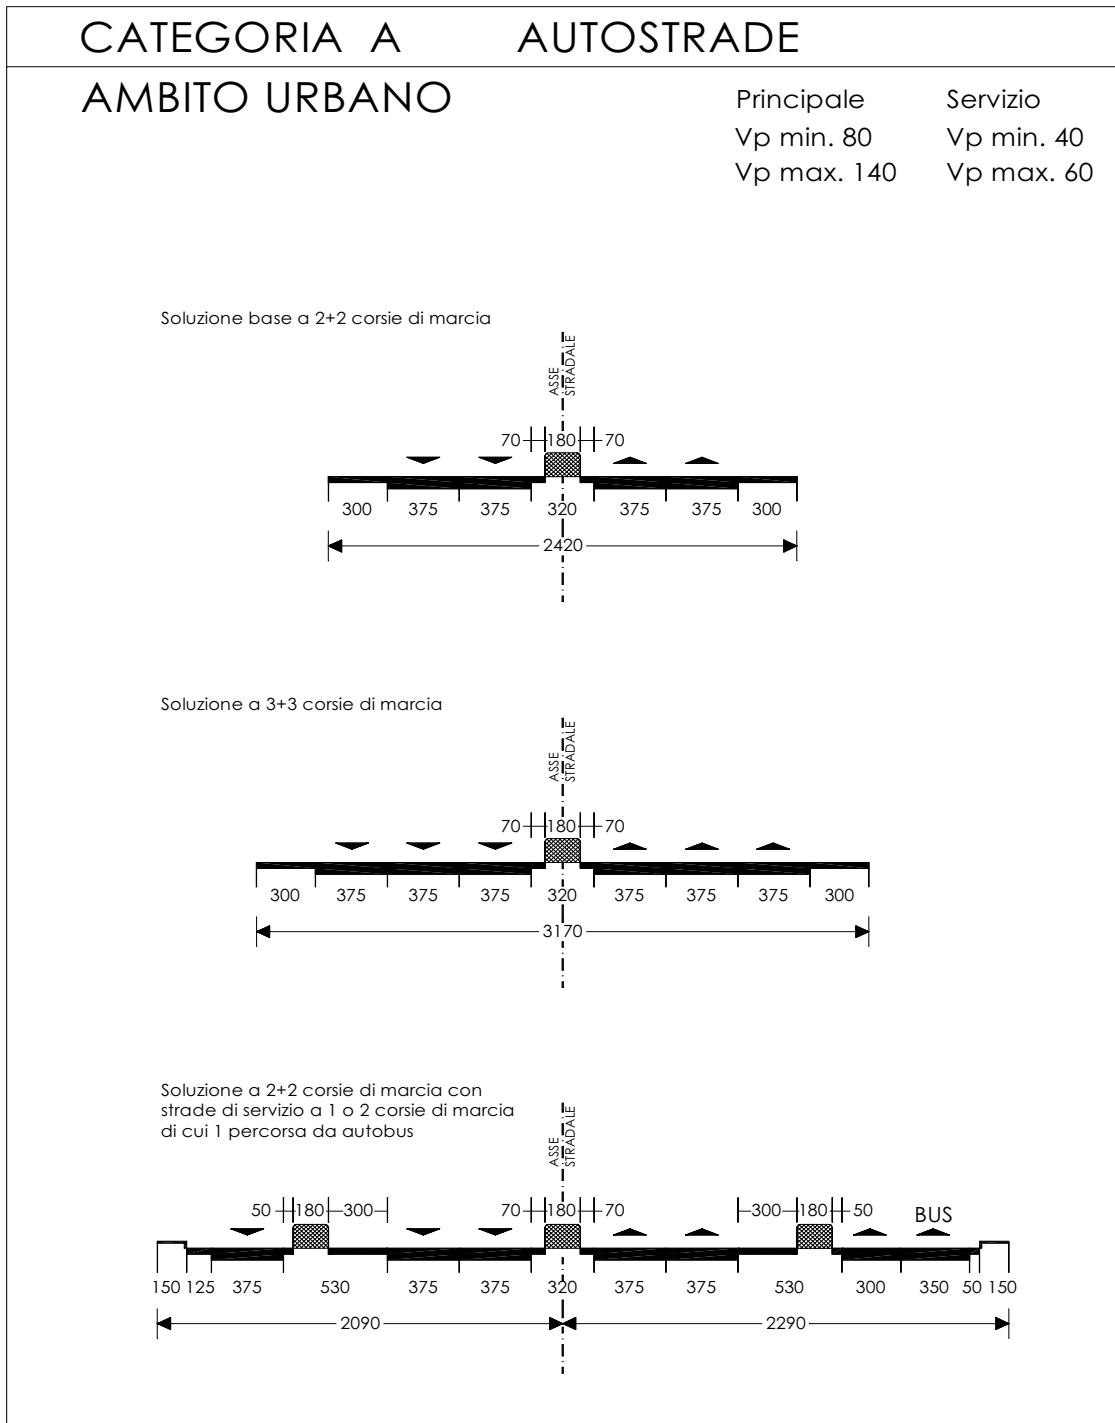 CATEGORIA A AUTOSTRADE
AMBITO URBANO
Principale Servizio
Vp min. 80 Vp min. 40
Vp max. 140 Vp max. 60
Soluzione base a 2+2 corsie di marcia
ASSE
STRADALE
70 180 70
300 375 375 320 375 375 300
2420
Soluzione a 3+3 corsie di marcia
ASSE
STRADALE
70 180 70
300 375 375 375 320 375 375 375 300
3170
Soluzione a 2+2 corsie di marcia con
strade di servizio a 1 o 2 corsie di marcia
di cui 1 percorsa da autobus
ASSE
STRADALE
50 180 300 70 180 70 300 180 50 BUS
150 125 375 530 375 375 320 375 375 530 300 350 50 150
2090 2290